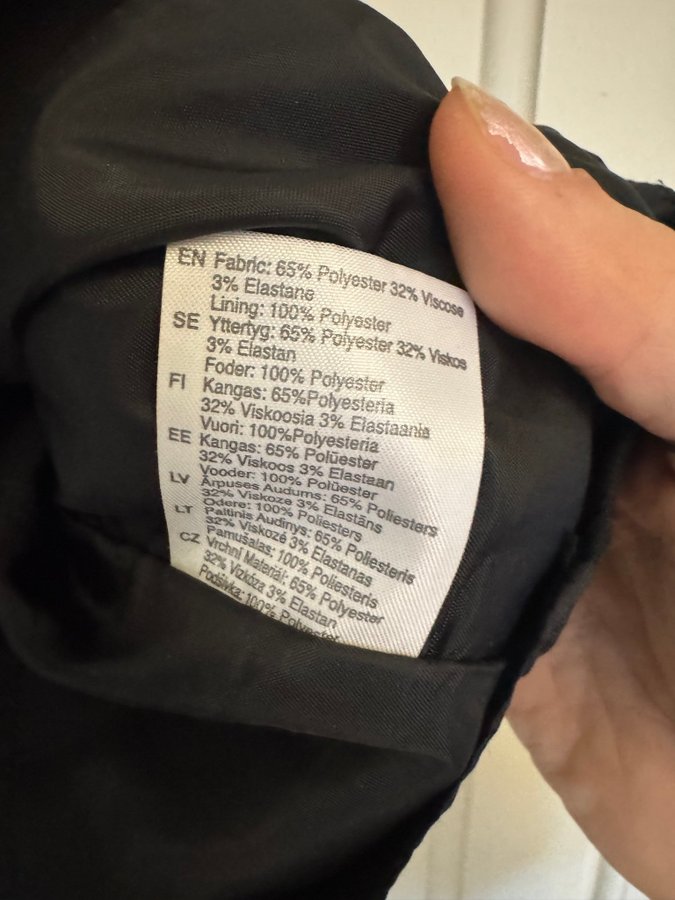 EN Fabric: 65% Polyester 32% Viscose
3% Elastane
Lining: 100% Polyester
SE Yttertyg: 65% Polyester 32% Viskos
3% Elastan
Foder: 100% Polyester
FI Kangas: 65%Polyesteria
32% Viskoosia 3% Elastaania
Vuori: 100%Polyesteria
EE Kangas: 65% Polüester
32% Viskoos 3% Elastaan
Vooder: 100% Polüester
LV Ārpuses Audums: 65% Poliesters
32% Viskoze 3% Elastāns
Odere: 100% Poliesters
LT Paltinis Audinys: 65% Poliesteris
32% Viskozė 3% Elastanas
Pamušalas: 100% Poliesteris
CZ Vrchní Materiál: 65% Polyester
32% Vizkóza 3% Elastan
Podšívka: 100% Polyester